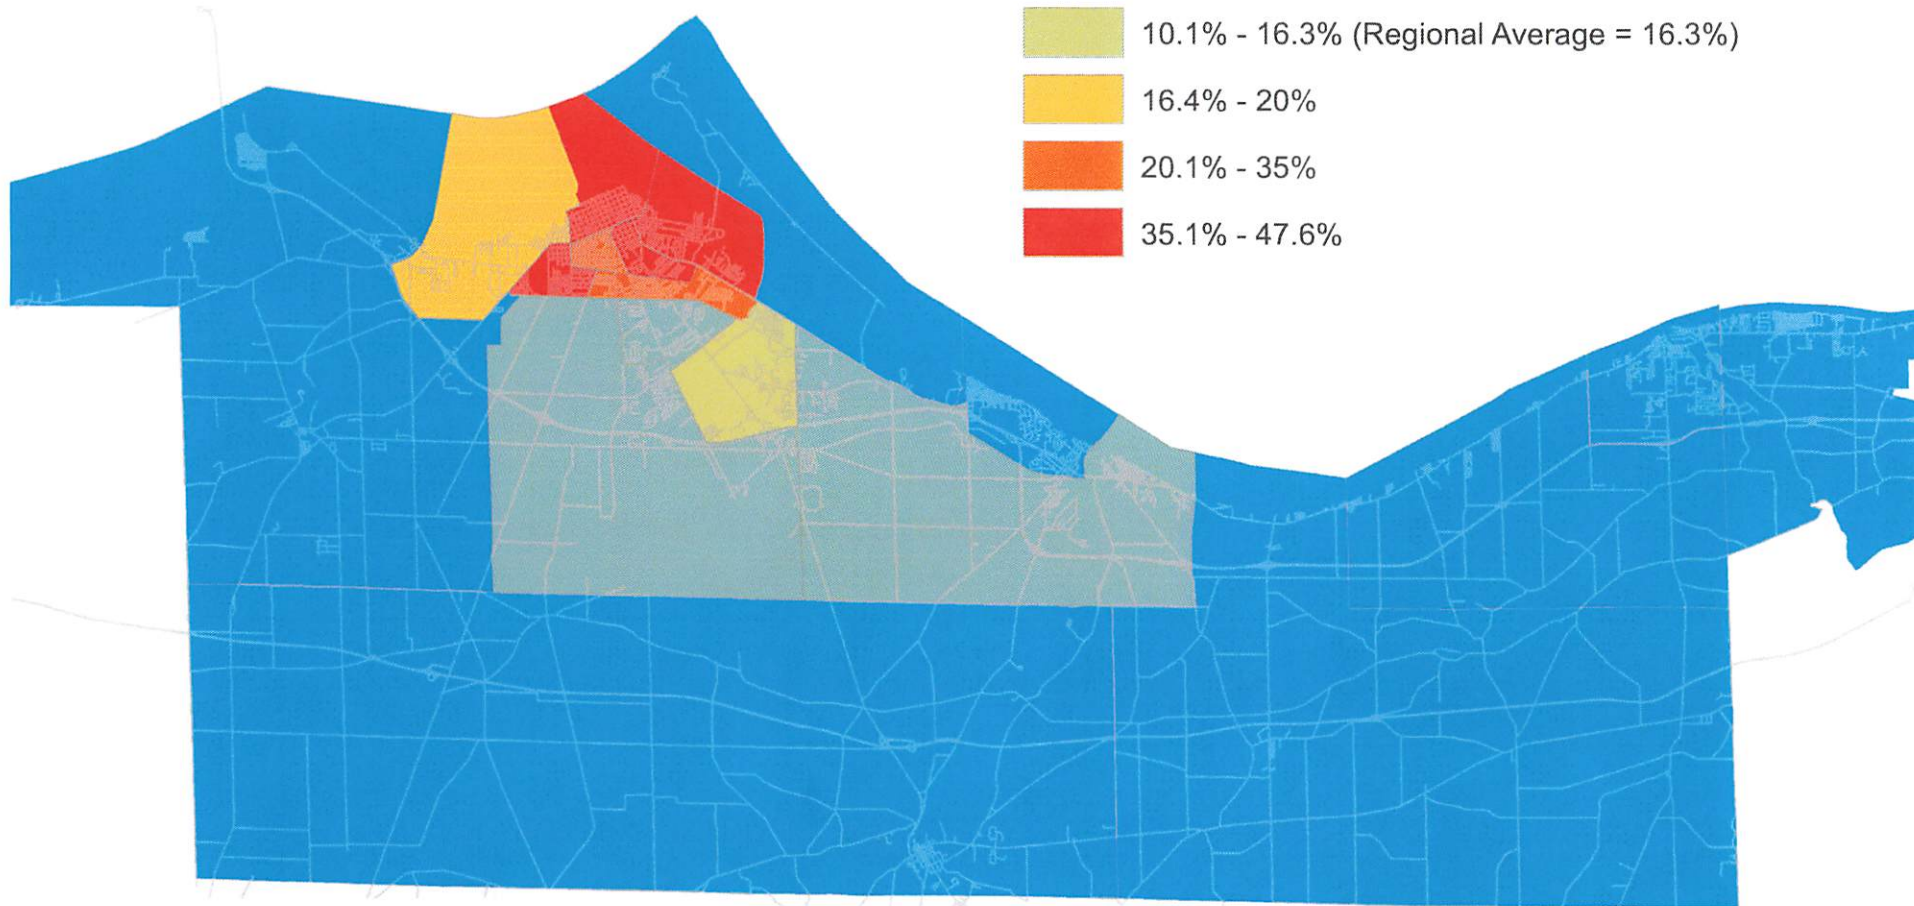 10.1% - 16.3% (Regional Average = 16.3%)
16.4% - 20%
20.1% - 35%
35.1% - 47.6%